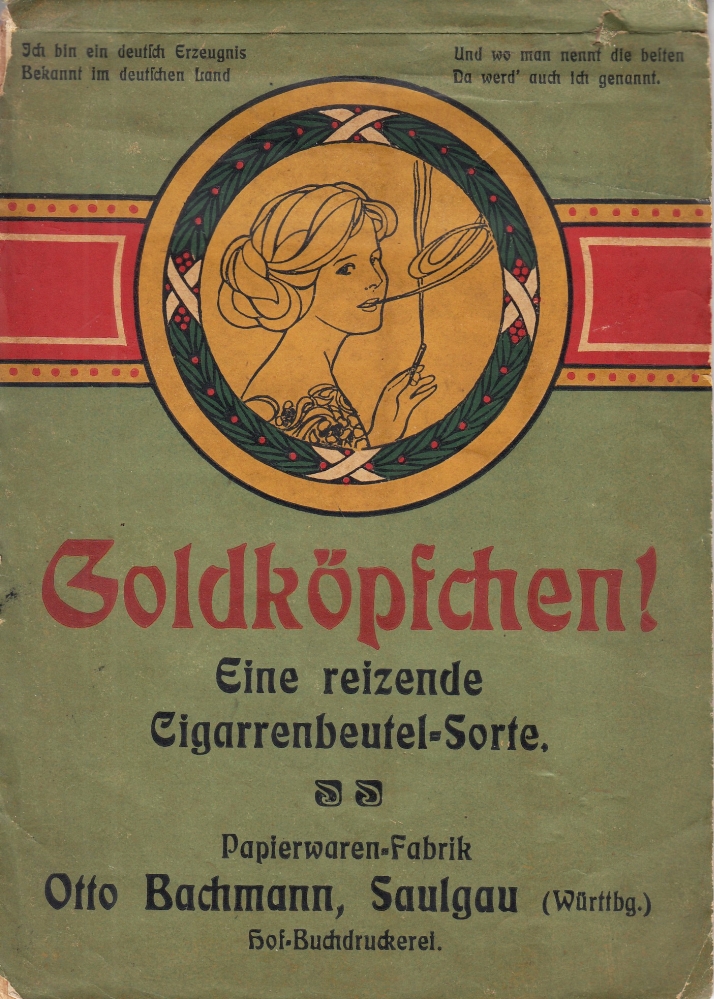 Ich bin ein deutsch Erzeugnis
Bekannt im deutschen Land
Und wo man nennt die besten
Da werd' auch ich genannt.
Goldköpfchen!
Eine reizende
Cigarrenbeutel=Sorte.
Papierwaren=Fabrik
Otto Bachmann, Saulgau (Württbg.)
Hof=Buchdruckerei.